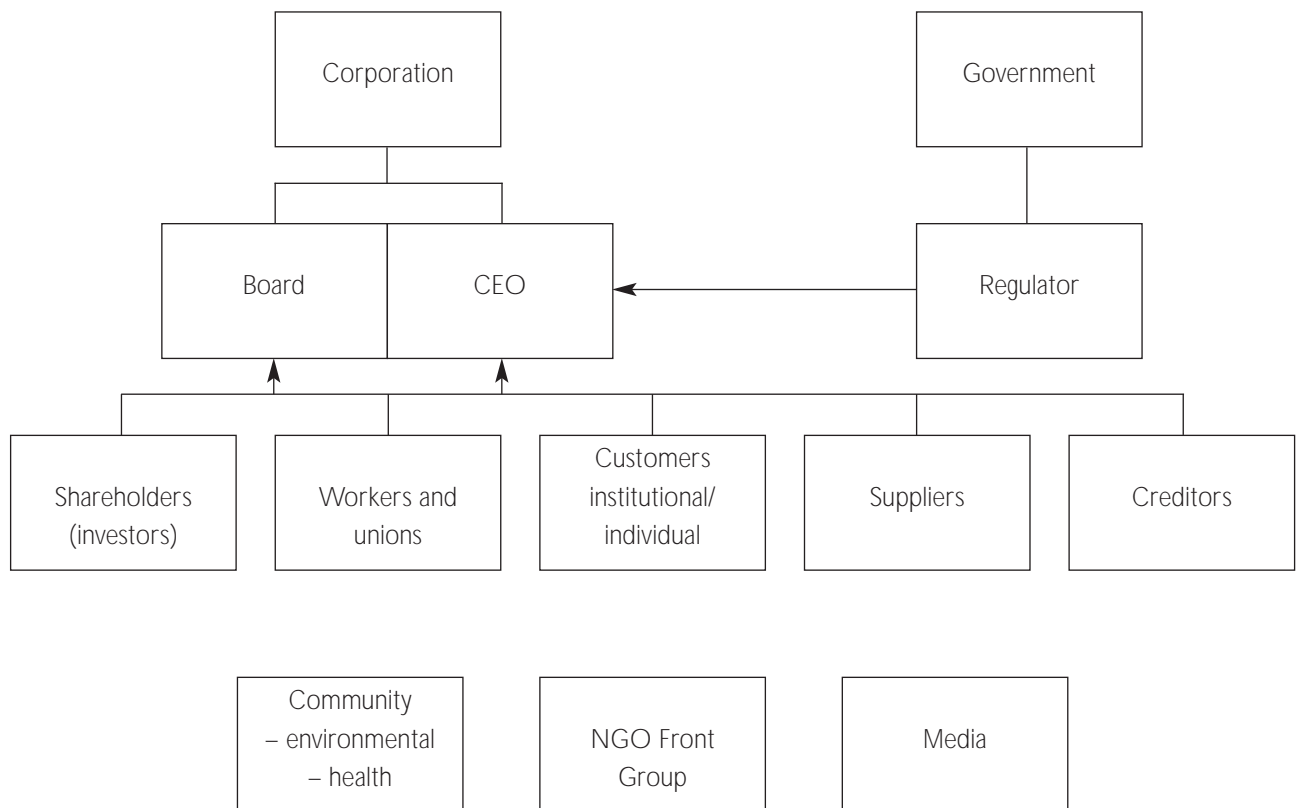 Corporation
Government
Board
CEO
Regulator
Shareholders
(investors)
Workers and
unions
Customers
institutional/
individual
Suppliers
Creditors
Community
– environmental
– health
NGO Front
Group
Media